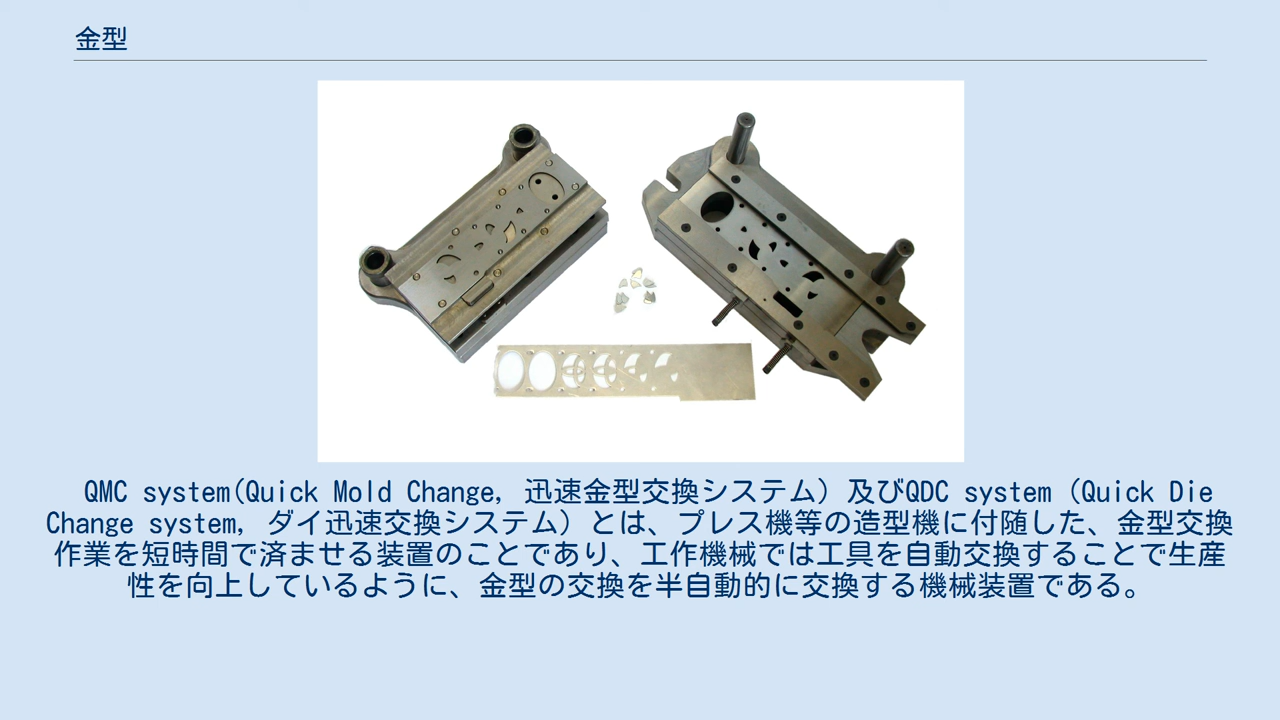 金型
QMC system(Quick Mold Change, 迅速金型交換システム) 及びQDC system (Quick Die
Change system, ダイ迅速交換システム) とは、プレス機等の造型機に付随した、金型交換
作業を短時間で済ませる装置のことであり、工作機械では工具を自動交換することで生産
性を向上しているように、金型の交換を半自動的に交換する機械装置である。